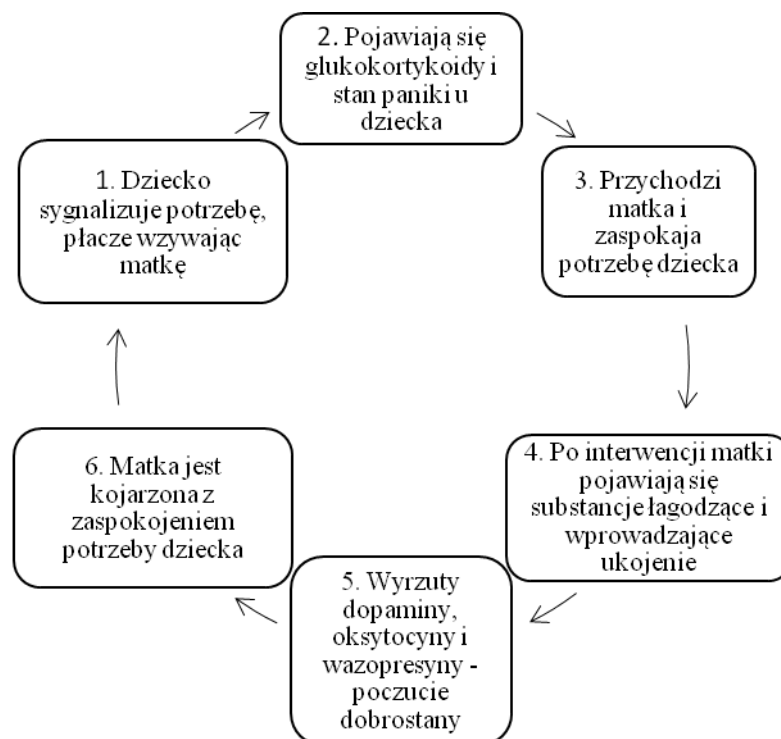 1. Dziecko
sygnalizuje potrzebę,
płacze wzywając
matkę
2. Pojawiają się
glukokortykoidy i
stan paniki u
dziecka
3. Przychodzi
matka i
zaspokaja
potrzebę dziecka
4. Po interwencji matki
pojawiają się
substancje łagodzące i
wprowadzające
ukojenie
5. Wyrzuty
dopaminy,
oksytocyny i
wazopresyny -
poczucie
dobrostany
6. Matka jest
kojarzona z
zaspokojeniem
potrzeby dziecka